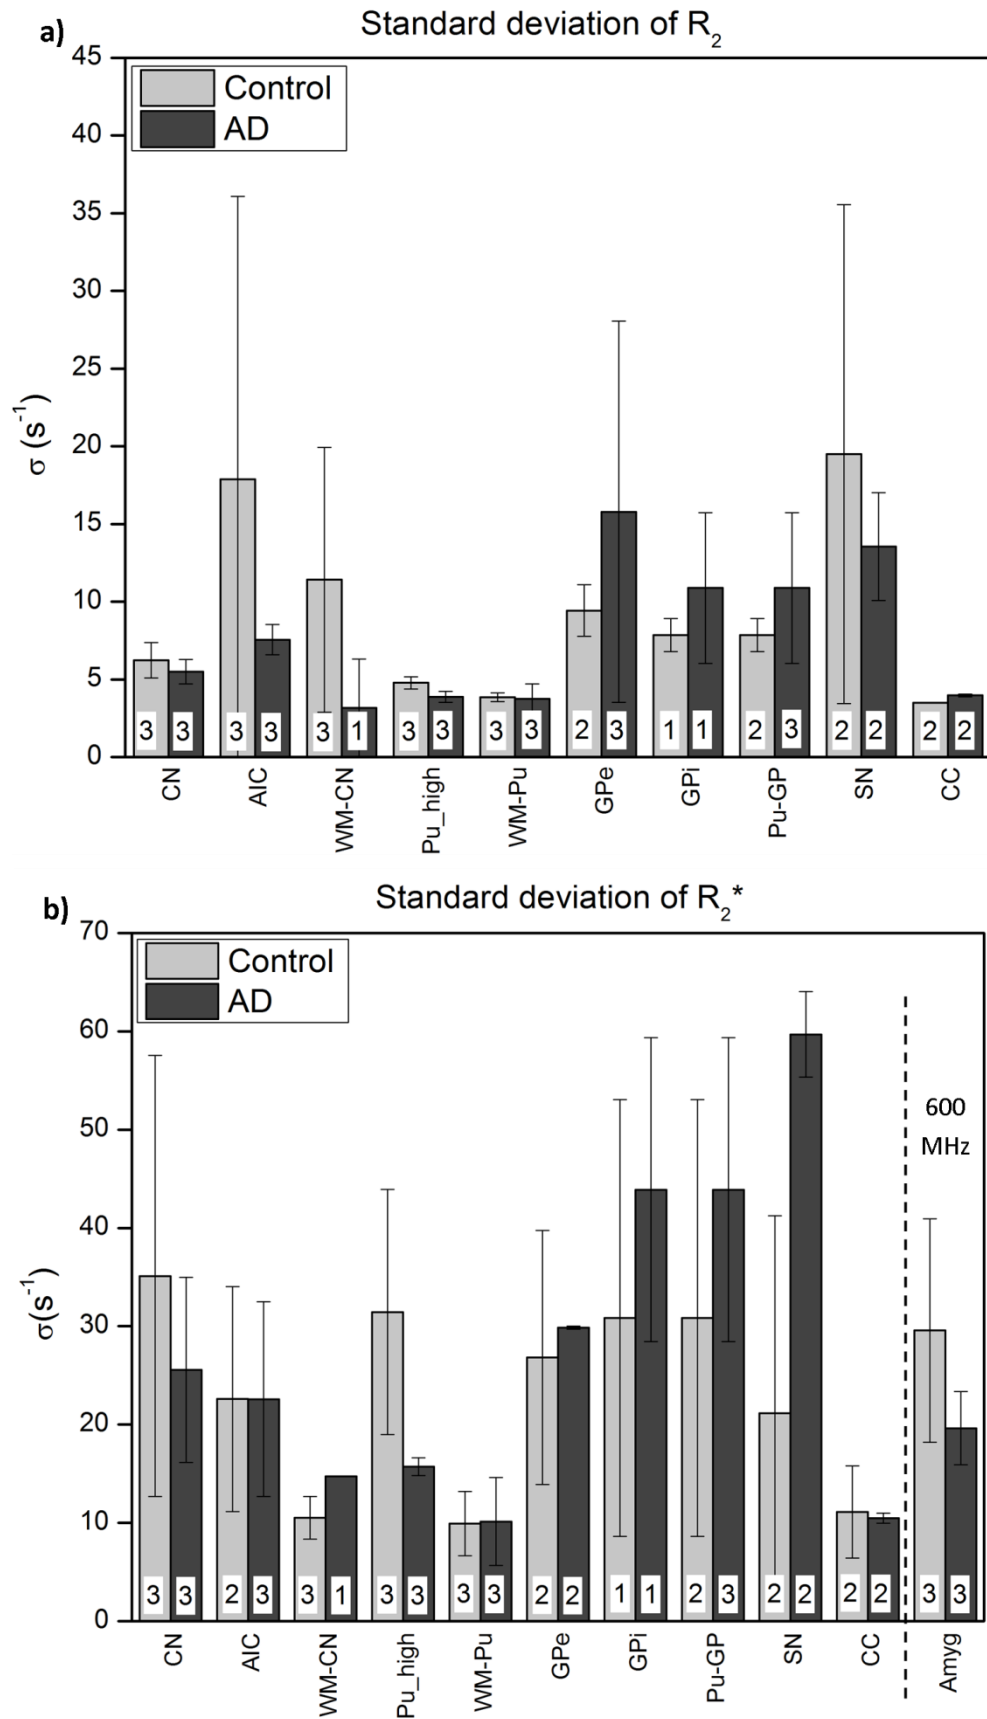 a)
Standard deviation of R₂
Control
AD
45
40
35
30
25
20
15
10
5
0
σ (s⁻¹)
3 3 3 3 3 1 3 3 3 3 2 3 1 1 2 3 2 2 2 2
CN AIC WM-CN Pu_high WM-Pu GPe GPi Pu-GP SN CC
b)
Standard deviation of R₂*
Control
AD
70
60
50
40
30
20
10
0
σ(s⁻¹)
600
MHz
3 3 2 3 3 1 3 3 3 3 2 2 1 1 2 3 2 2 2 2 3 3
CN AIC WM-CN Pu_high WM-Pu GPe GPi Pu-GP SN CC Amyg